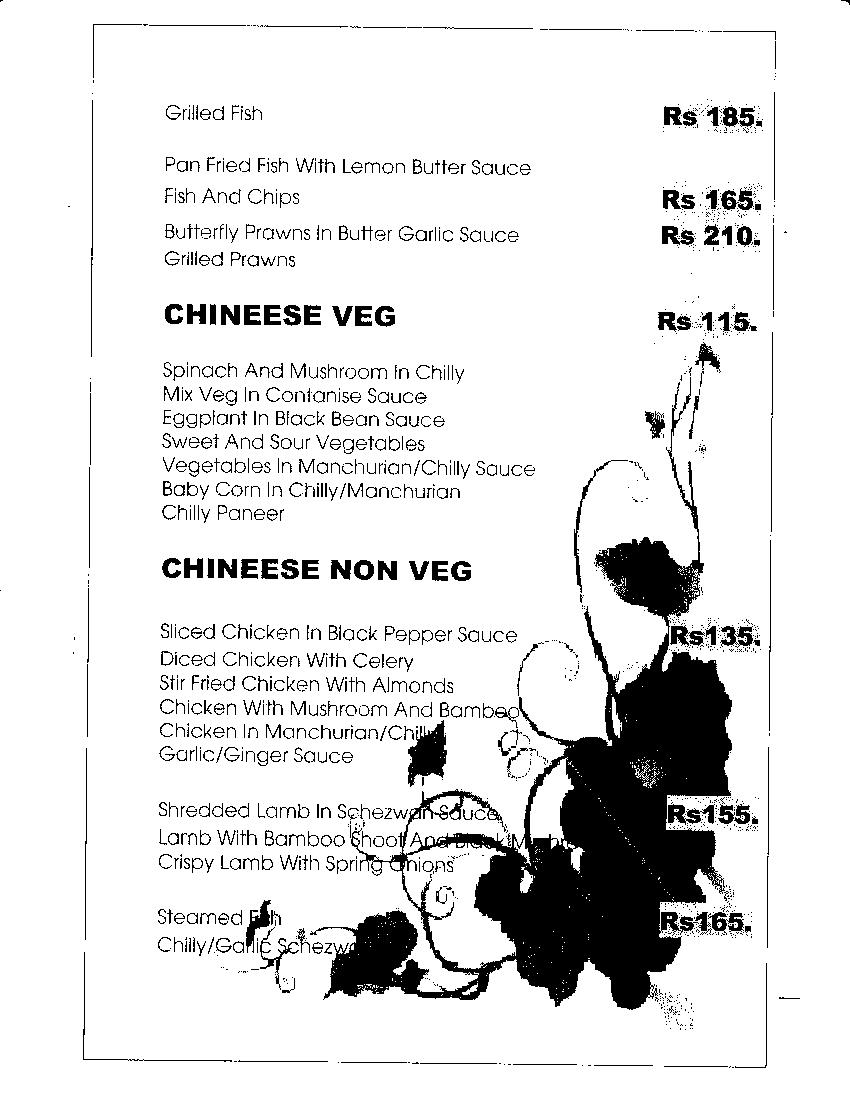 Grilled Fish Rs 185.
Pan Fried Fish With Lemon Butter Sauce
Fish And Chips Rs 165.
Butterfly Prawns In Butter Garlic Sauce Rs 210.
Grilled Prawns
CHINEESE VEG Rs 115.
Spinach And Mushroom In Chilly
Mix Veg In Contanise Sauce
Eggplant In Black Bean Sauce
Sweet And Sour Vegetables
Vegetables In Manchurian/Chilly Sauce
Baby Corn In Chilly/Manchurian
Chilly Paneer
CHINEESE NON VEG
Sliced Chicken In Black Pepper Sauce Rs135.
Diced Chicken With Celery
Stir Fried Chicken With Almonds
Chicken With Mushroom And Bamboo
Chicken In Manchurian/Chilly
Garlic/Ginger Sauce
Shredded Lamb In Schezwan Sauce Rs155.
Lamb With Bamboo Shoot And Black
Crispy Lamb With Spring Onions
Steamed Fish Rs165.
Chilly/Garlic Schezwan